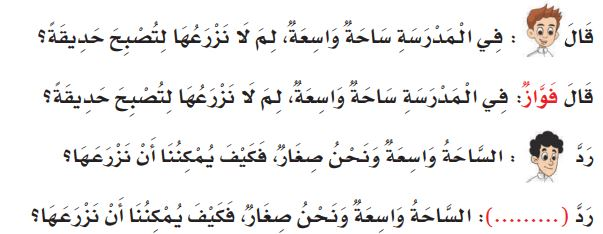 قَالَ : فِي الْمَدْرَسَةِ سَاحَةٌ وَاسِعَةٌ، لِمَ لَا نَزْرَعُهَا لِتُصْبِحَ حَدِيقَةً؟
قَالَ فَوَّازٌ: فِي الْمَدْرَسَةِ سَاحَةٌ وَاسِعَةٌ، لِمَ لَا نَزْرَعُهَا لِتُصْبِحَ حَدِيقَةً؟
رَدَّ : السَّاحَةُ وَاسِعَةٌ وَنَحْنُ صِغَارٌ، فَكَيْفَ يُمْكِنُنَا أَنْ نَزْرَعَهَا؟
رَدَّ (.........): السَّاحَةُ وَاسِعَةٌ وَنَحْنُ صِغَارٌ، فَكَيْفَ يُمْكِنُنَا أَنْ نَزْرَعَهَا؟